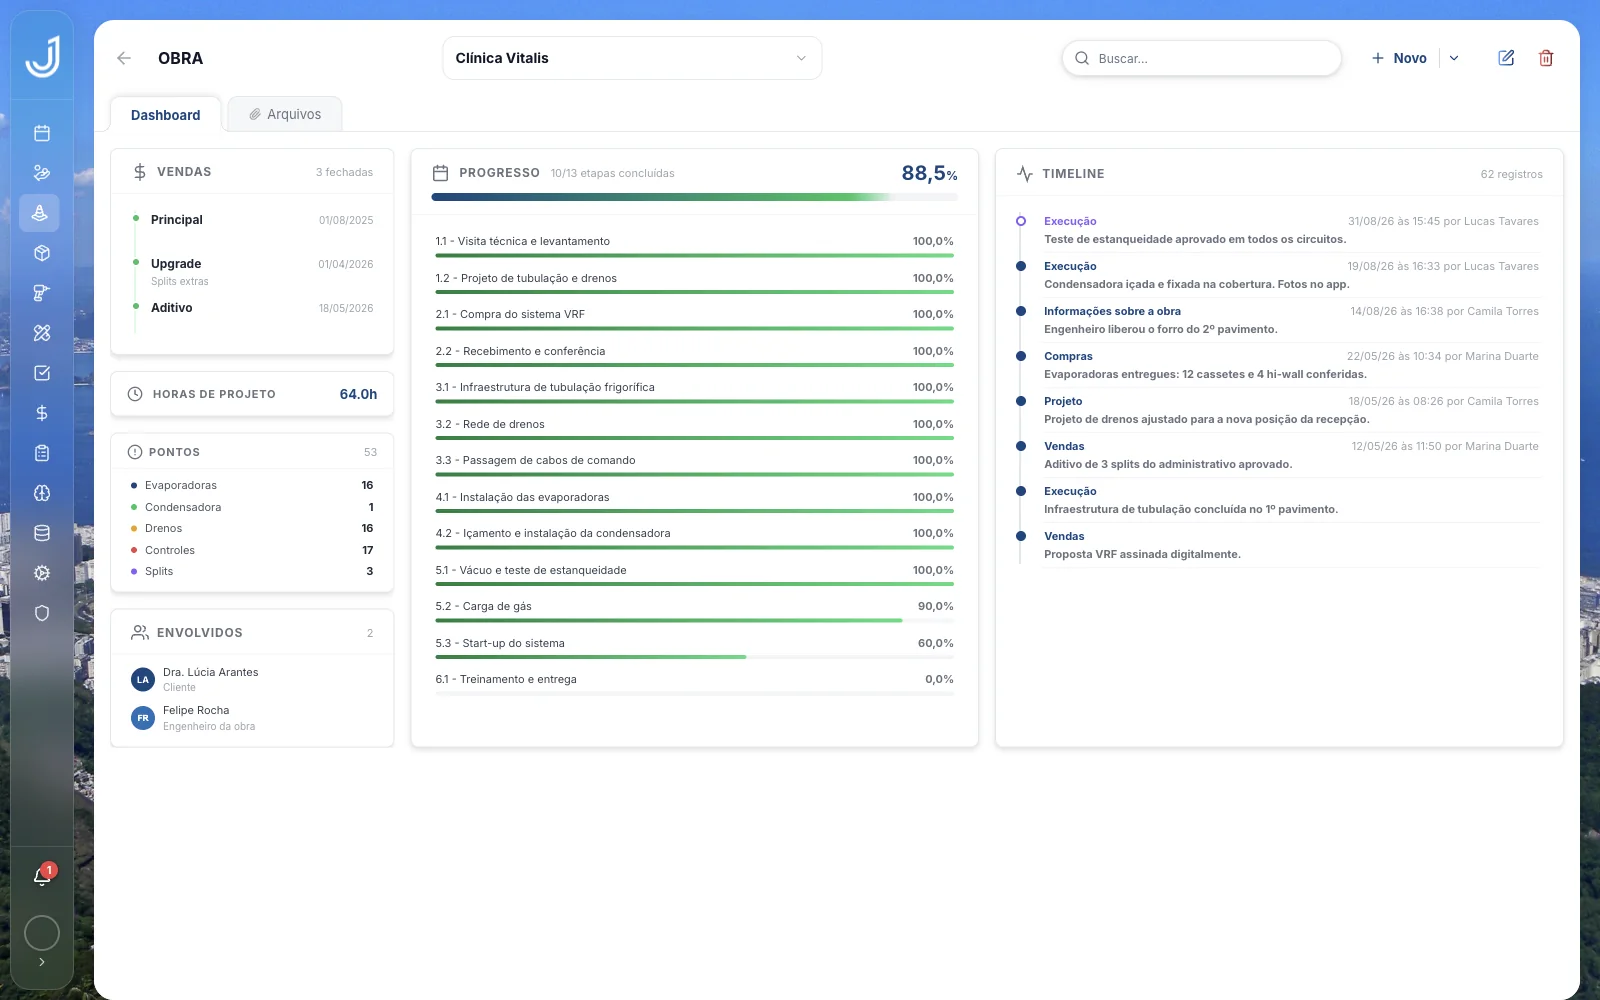 OBRA
Clínica Vitalis
Buscar...
Novo
Dashboard
Arquivos
VENDAS
3 fechadas
Principal
01/08/2025
Upgrade
01/04/2026
Splits extras
Aditivo
18/05/2026
HORAS DE PROJETO
64.0h
PONTOS
53
Evaporadoras
16
Condensadora
1
Drenos
16
Controles
17
Splits
3
ENVOLVIDOS
2
LA
Dra. Lúcia Arantes
Cliente
FR
Felipe Rocha
Engenheiro da obra
PROGRESSO
10/13 etapas concluídas
88,5%
1.1 - Visita técnica e levantamento
100,0%
1.2 - Projeto de tubulação e drenos
100,0%
2.1 - Compra do sistema VRF
100,0%
2.2 - Recebimento e conferência
100,0%
3.1 - Infraestrutura de tubulação frigorífica
100,0%
3.2 - Rede de drenos
100,0%
3.3 - Passagem de cabos de comando
100,0%
4.1 - Instalação das evaporadoras
100,0%
4.2 - Içamento e instalação da condensadora
100,0%
5.1 - Vácuo e teste de estanqueidade
100,0%
5.2 - Carga de gás
90,0%
5.3 - Start-up do sistema
60,0%
6.1 - Treinamento e entrega
0,0%
TIMELINE
62 registros
Execução
31/08/26 às 15:45 por Lucas Tavares
Teste de estanqueidade aprovado em todos os circuitos.
Execução
19/08/26 às 16:33 por Lucas Tavares
Condensadora içada e fixada na cobertura. Fotos no app.
Informações sobre a obra
14/08/26 às 16:38 por Camila Torres
Engenheiro liberou o forro do 2º pavimento.
Compras
22/05/26 às 10:34 por Marina Duarte
Evaporadoras entregues: 12 cassetes e 4 hi-wall conferidas.
Projeto
18/05/26 às 08:26 por Camila Torres
Projeto de drenos ajustado para a nova posição da recepção.
Vendas
12/05/26 às 11:50 por Marina Duarte
Aditivo de 3 splits do administrativo aprovado.
Execução
Infraestrutura de tubulação concluída no 1º pavimento.
Vendas
Proposta VRF assinada digitalmente.
1